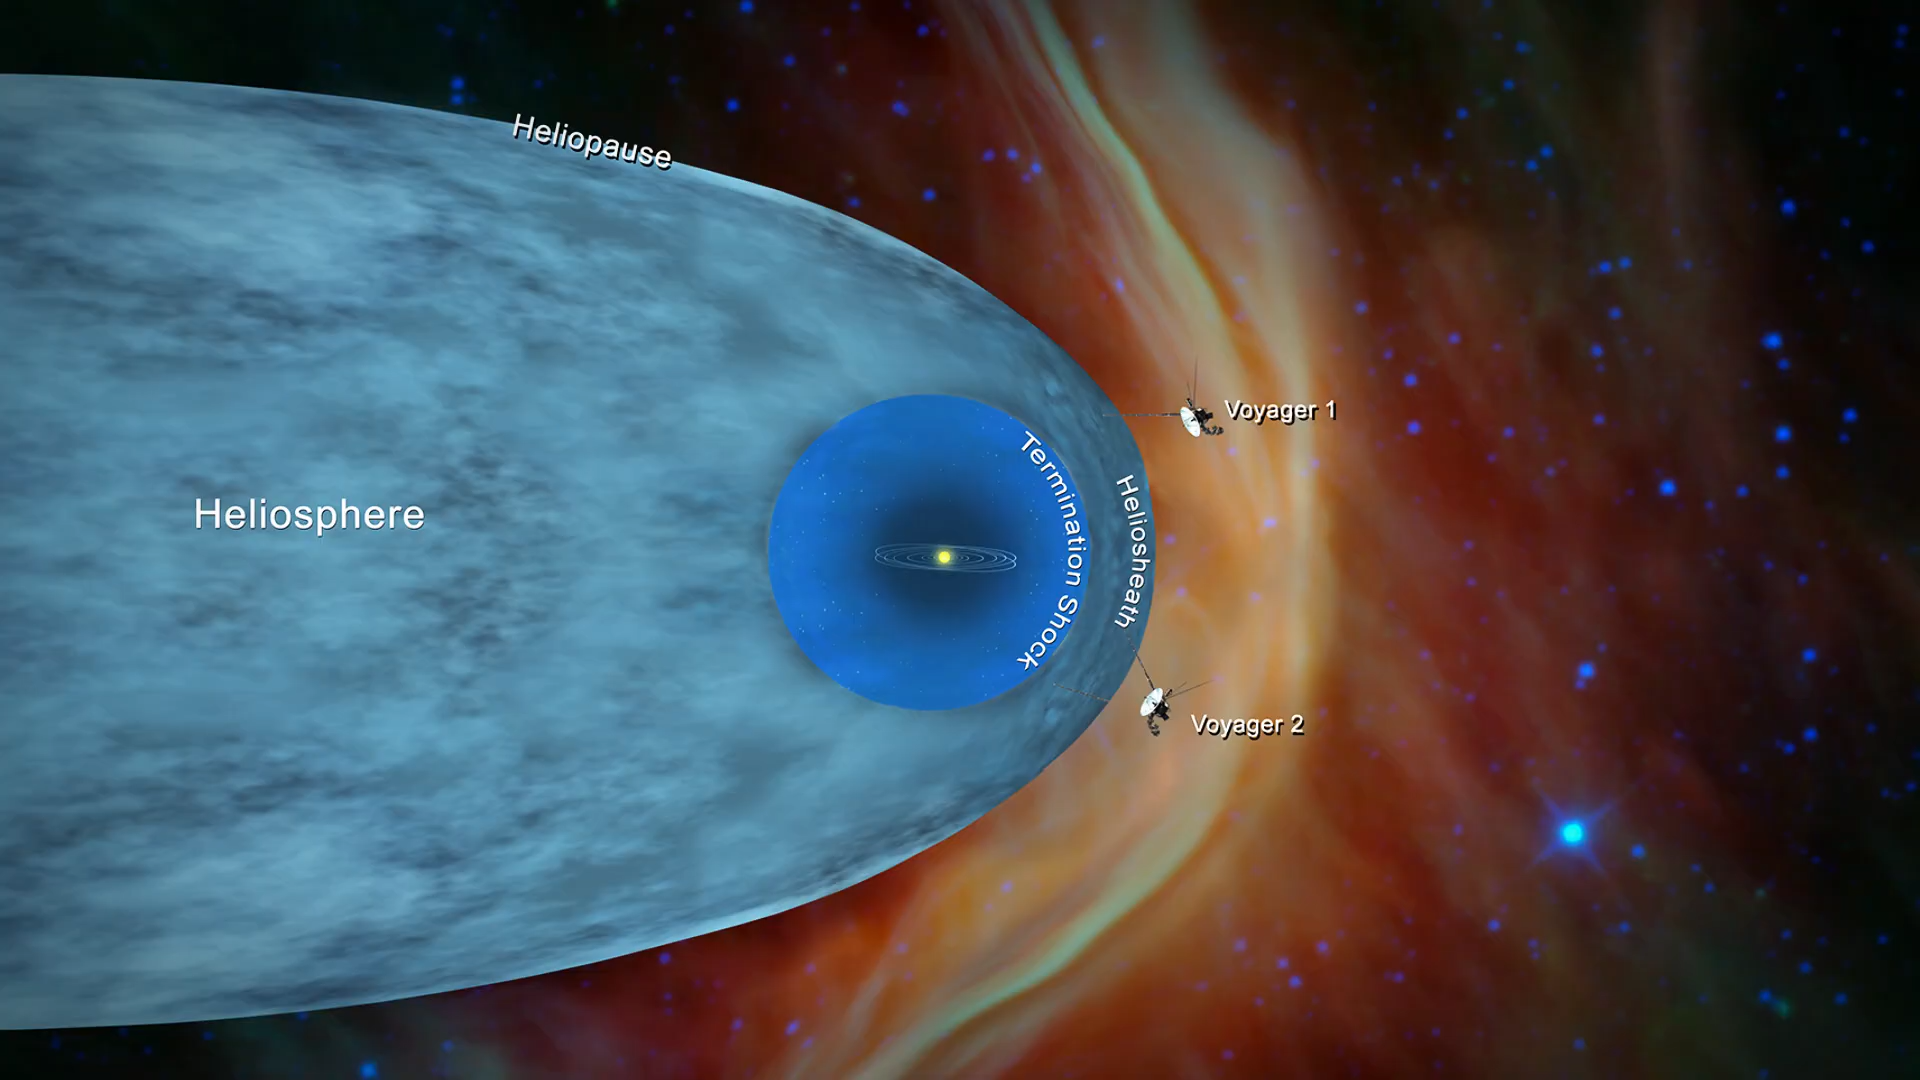 Heliopause
Voyager 1
Heliosphere
Termination Shock
Heliosheath
Voyager 2